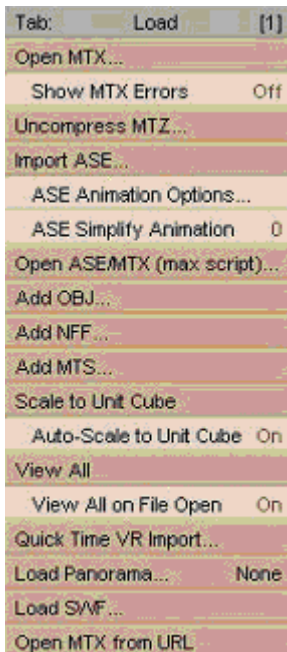 Tab: Load [1]
Open MTX...
Show MTX Errors Off
Uncompress MTZ...
Import ASE...
ASE Animation Options...
ASE Simplify Animation 0
Open ASE/MTX (max script)...
Add OBJ...
Add NFF...
Add MTS...
Scale to Unit Cube
Auto-Scale to Unit Cube On
View All
View All on File Open On
Quick Time VR Import...
Load Panorama... None
Load SWF...
Open MTX from URL